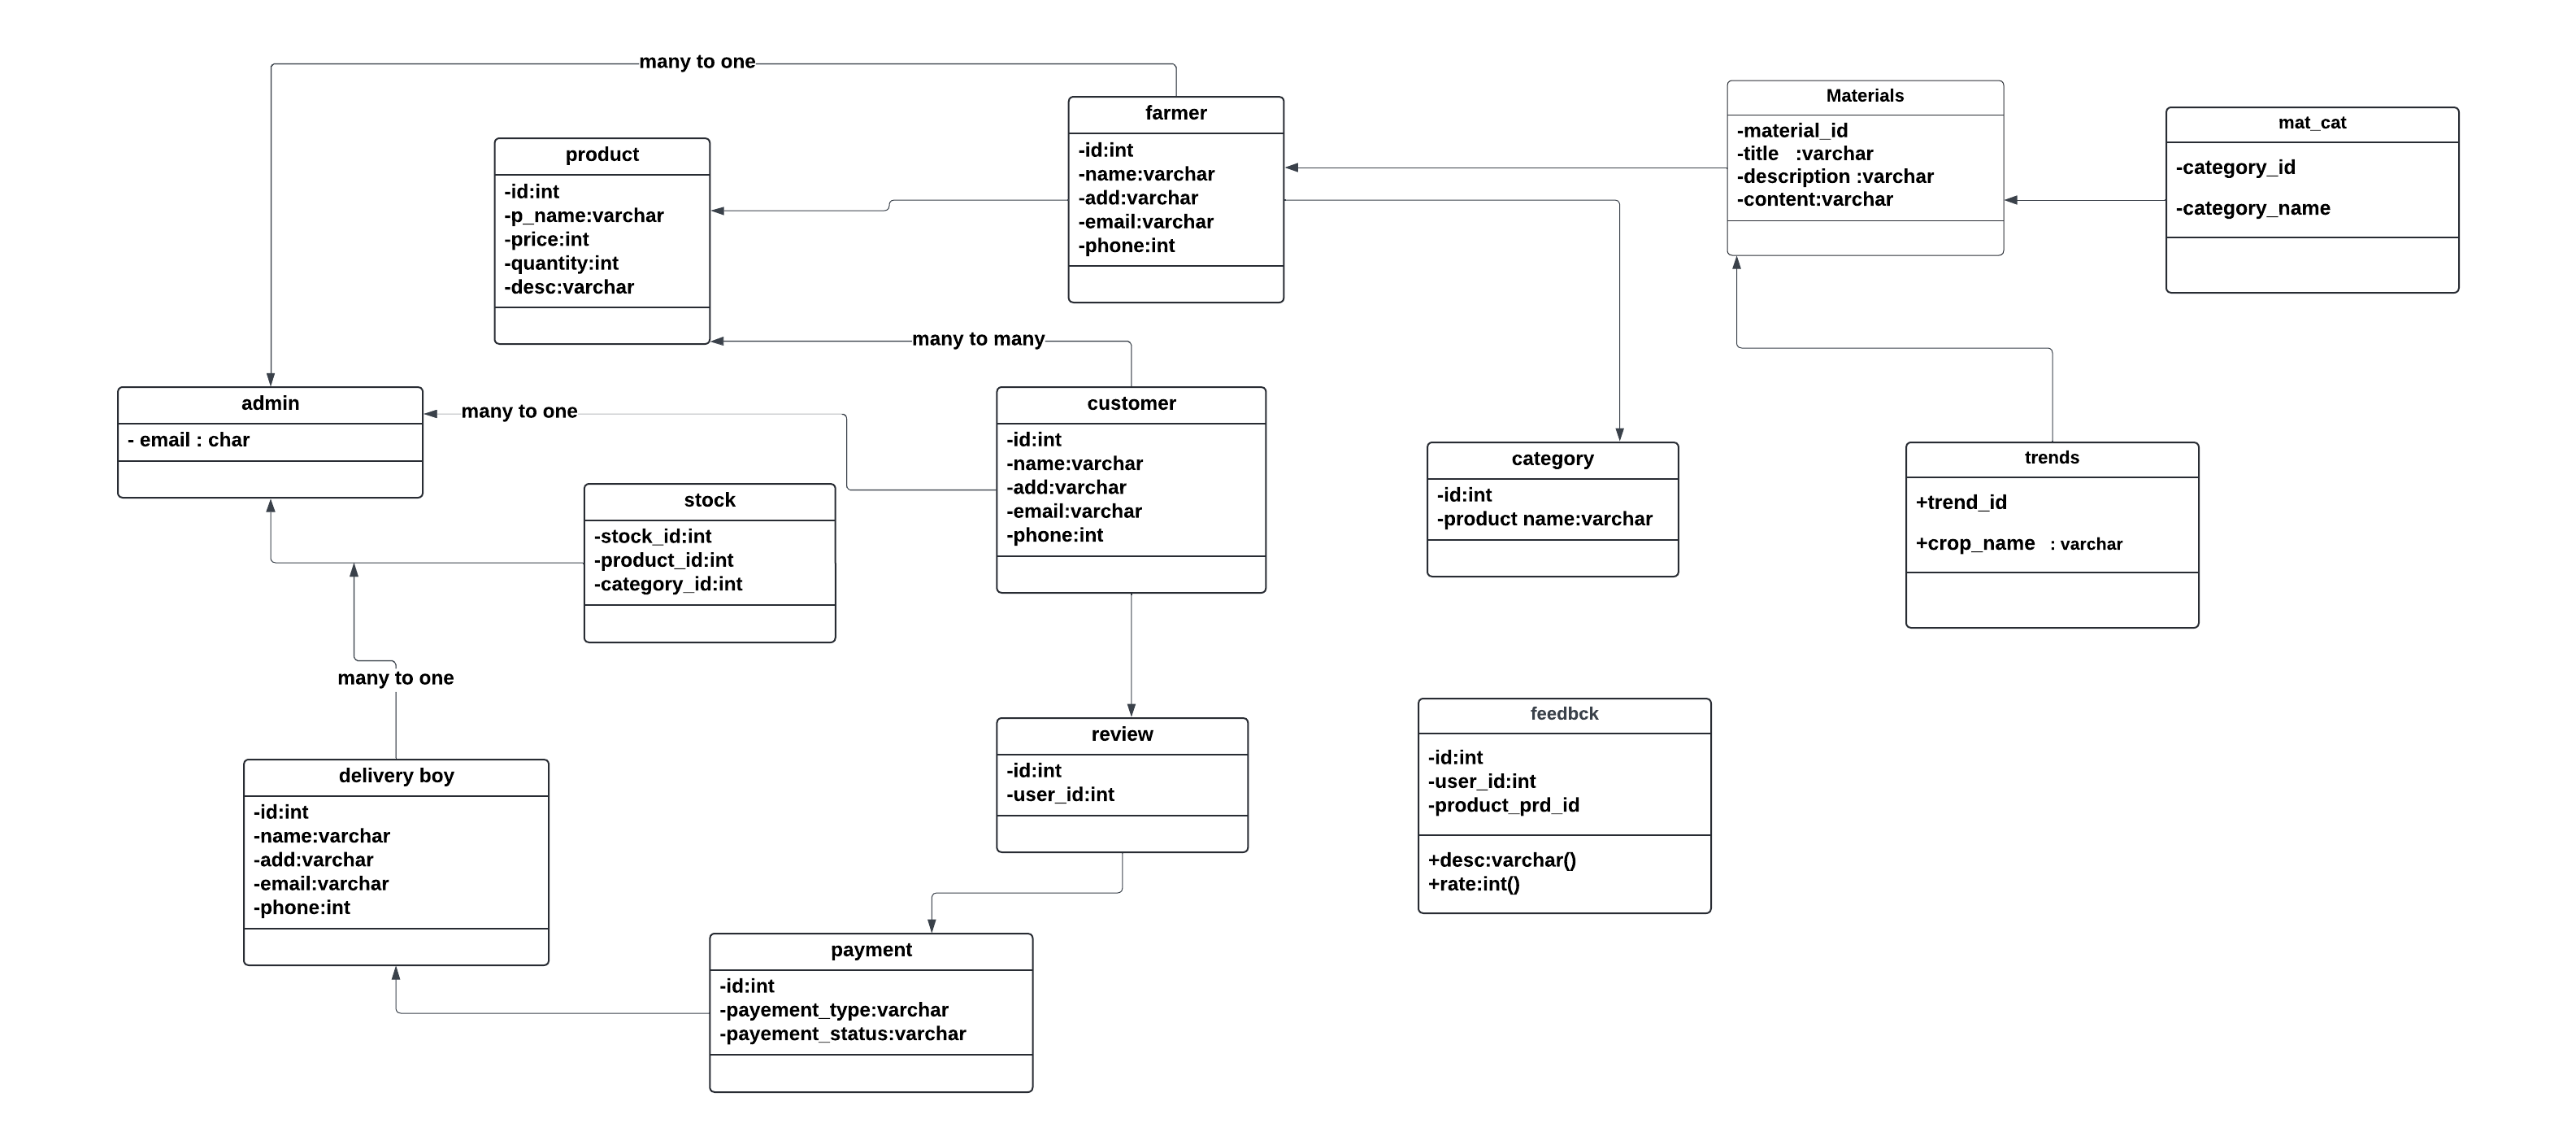 many to one
farmer
-id:int
-name:varchar
-add:varchar
-email:varchar
-phone:int
Materials
-material_id
-title   :varchar
-description :varchar
-content:varchar
mat_cat
-category_id
-category_name
product
-id:int
-p_name:varchar
-price:int
-quantity:int
-desc:varchar
many to many
admin
- email : char
many to one
customer
-id:int
-name:varchar
-add:varchar
-email:varchar
-phone:int
category
-id:int
-product name:varchar
trends
+trend_id
+crop_name   : varchar
stock
-stock_id:int
-product_id:int
-category_id:int
many to one
delivery boy
-id:int
-name:varchar
-add:varchar
-email:varchar
-phone:int
review
-id:int
-user_id:int
feedbck
-id:int
-user_id:int
-product_prd_id
+desc:varchar()
+rate:int()
payment
-id:int
-payement_type:varchar
-payement_status:varchar